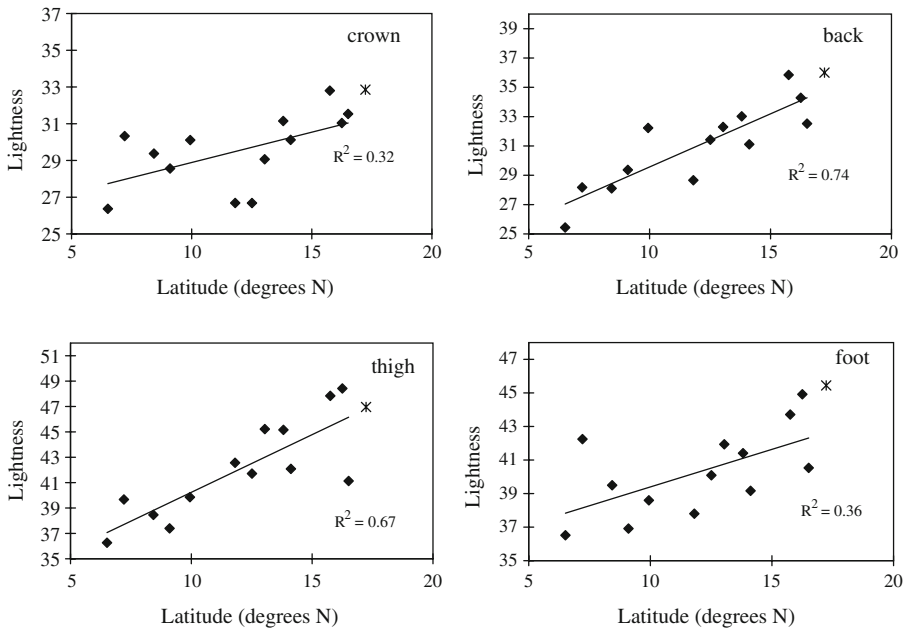 37
35
33
31
29
27
25
Lightness
crown
R² = 0.32
5 10 15 20
Latitude (degrees N)
39
37
35
33
31
29
27
25
Lightness
back
R² = 0.74
5 10 15 20
Latitude (degrees N)
51
49
47
45
43
41
39
37
35
Lightness
thigh
R² = 0.67
5 10 15 20
Latitude (degrees N)
47
45
43
41
39
37
35
Lightness
foot
R² = 0.36
5 10 15 20
Latitude (degrees N)